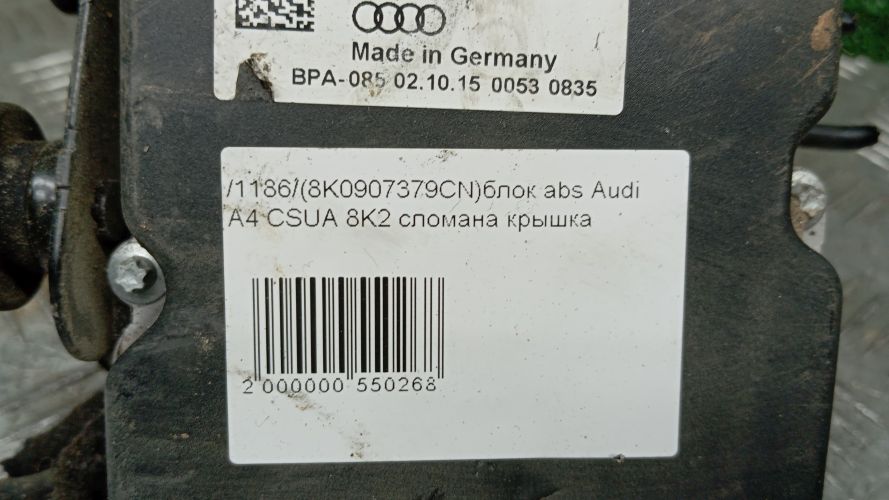 Made in Germany
BPA-085 02.10.15 0053 0835
/1186/(8K0907379CN)блок abs Audi
A4 CSUA 8K2 сломана крышка
2 000000 550268